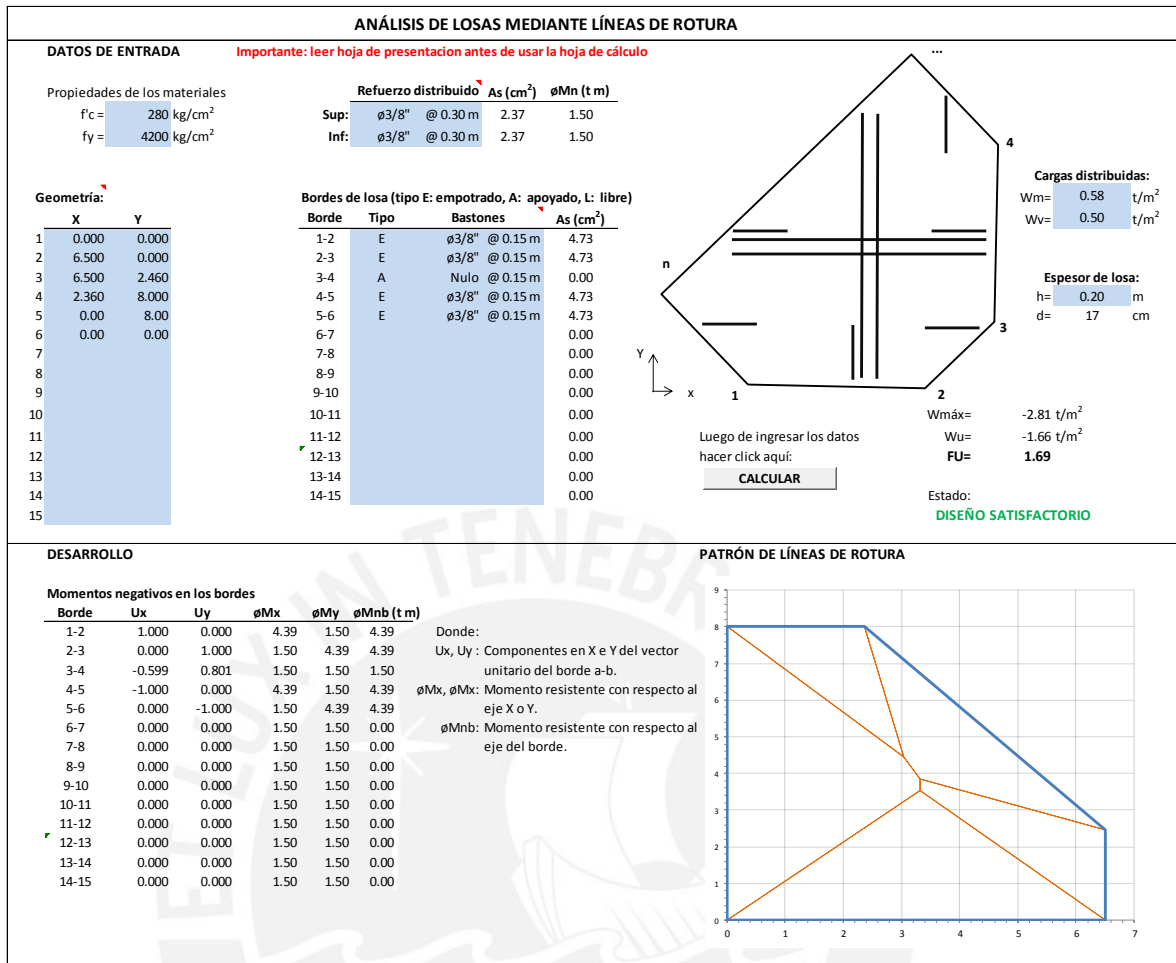 ANÁLISIS DE LOSAS MEDIANTE LÍNEAS DE ROTURA
DATOS DE ENTRADA
Importante: leer hoja de presentacion antes de usar la hoja de cálculo
Propiedades de los materiales
f'c = 280 kg/cm²
fy = 4200 kg/cm²
Refuerzo distribuido As (cm²) øMn (t m)
Sup: ø3/8" @ 0.30 m 2.37 1.50
Inf: ø3/8" @ 0.30 m 2.37 1.50
Geometría:
X Y
1 0.000 0.000
2 6.500 0.000
3 6.500 2.460
4 2.360 8.000
5 0.00 8.00
6 0.00 0.00
7
8
9
10
11
12
13
14
15
Bordes de losa (tipo E: empotrado, A: apoyado, L: libre)
Borde Tipo Bastones As (cm²)
1-2 E ø3/8" @ 0.15 m 4.73
2-3 E ø3/8" @ 0.15 m 4.73
3-4 A Nulo @ 0.15 m 0.00
4-5 E ø3/8" @ 0.15 m 4.73
5-6 E ø3/8" @ 0.15 m 4.73
6-7 0.00
7-8 0.00
8-9 0.00
9-10 0.00
10-11 0.00
11-12 0.00
12-13 0.00
13-14 0.00
14-15 0.00
...
4
n
3
Y
x
1
2
Cargas distribuidas:
Wm= 0.58 t/m²
Wv= 0.50 t/m²
Espesor de losa:
h= 0.20 m
d= 17 cm
Luego de ingresar los datos
hacer click aquí:
CALCULAR
Wmáx= -2.81 t/m²
Wu= -1.66 t/m²
FU= 1.69
Estado:
DISEÑO SATISFACTORIO
DESARROLLO
Momentos negativos en los bordes
Borde Ux Uy øMx øMy øMnb (t m)
1-2 1.000 0.000 4.39 1.50 4.39
2-3 0.000 1.000 1.50 4.39 4.39
3-4 -0.599 0.801 1.50 1.50 1.50
4-5 -1.000 0.000 4.39 1.50 4.39
5-6 0.000 -1.000 1.50 4.39 4.39
6-7 0.000 0.000 1.50 1.50 0.00
7-8 0.000 0.000 1.50 1.50 0.00
8-9 0.000 0.000 1.50 1.50 0.00
9-10 0.000 0.000 1.50 1.50 0.00
10-11 0.000 0.000 1.50 1.50 0.00
11-12 0.000 0.000 1.50 1.50 0.00
12-13 0.000 0.000 1.50 1.50 0.00
13-14 0.000 0.000 1.50 1.50 0.00
14-15 0.000 0.000 1.50 1.50 0.00
Donde:
Ux, Uy : Componentes en X e Y del vector
unitario del borde a-b.
øMx, øMx: Momento resistente con respecto al
eje X o Y.
øMnb: Momento resistente con respecto al
eje del borde.
PATRÓN DE LÍNEAS DE ROTURA
9
8
7
6
5
4
3
2
1
0
0 1 2 3 4 5 6 7
ET LUX IN TENEBR